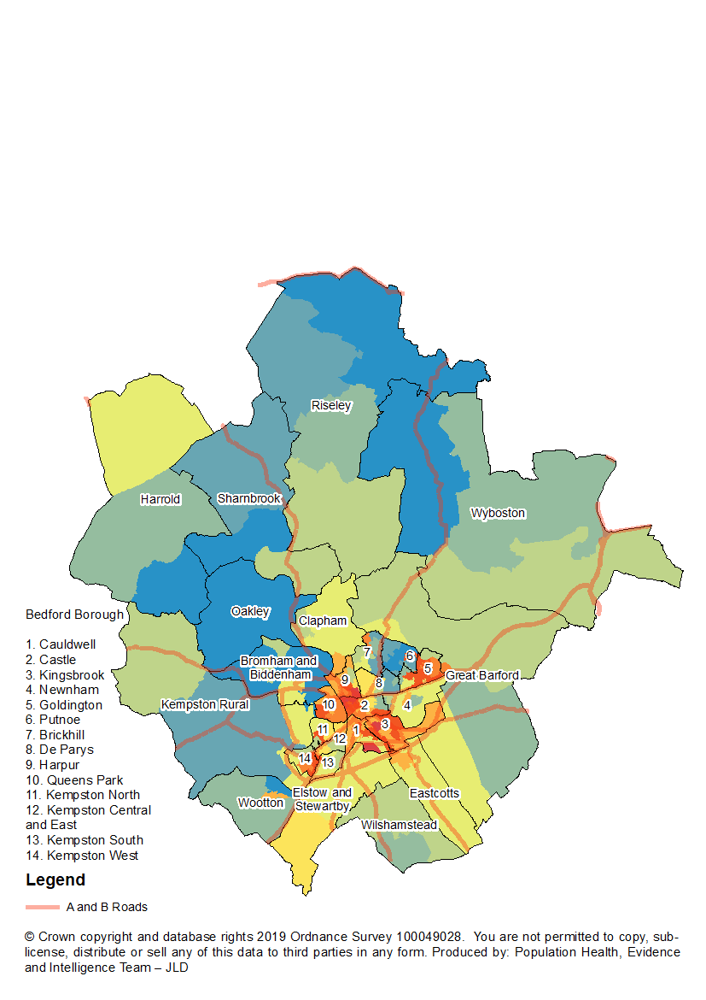 Riseley
Harrold
Sharnbrook
Wyboston
Oakley
Clapham
Bromham and
Biddenham
Great Barford
Kempston Rural
Wootton
Elstow and
Stewartby
Eastcotts
Wilshamstead
7
6
5
9
8
10
2
4
11
1
3
12
14
13
Bedford Borough
1. Cauldwell
2. Castle
3. Kingsbrook
4. Newnham
5. Goldington
6. Putnoe
7. Brickhill
8. De Parys
9. Harpur
10. Queens Park
11. Kempston North
12. Kempston Central
and East
13. Kempston South
14. Kempston West
Legend
A and B Roads
© Crown copyright and database rights 2019 Ordnance Survey 100049028.  You are not permitted to copy, sub-
license, distribute or sell any of this data to third parties in any form. Produced by: Population Health, Evidence
and Intelligence Team – JLD